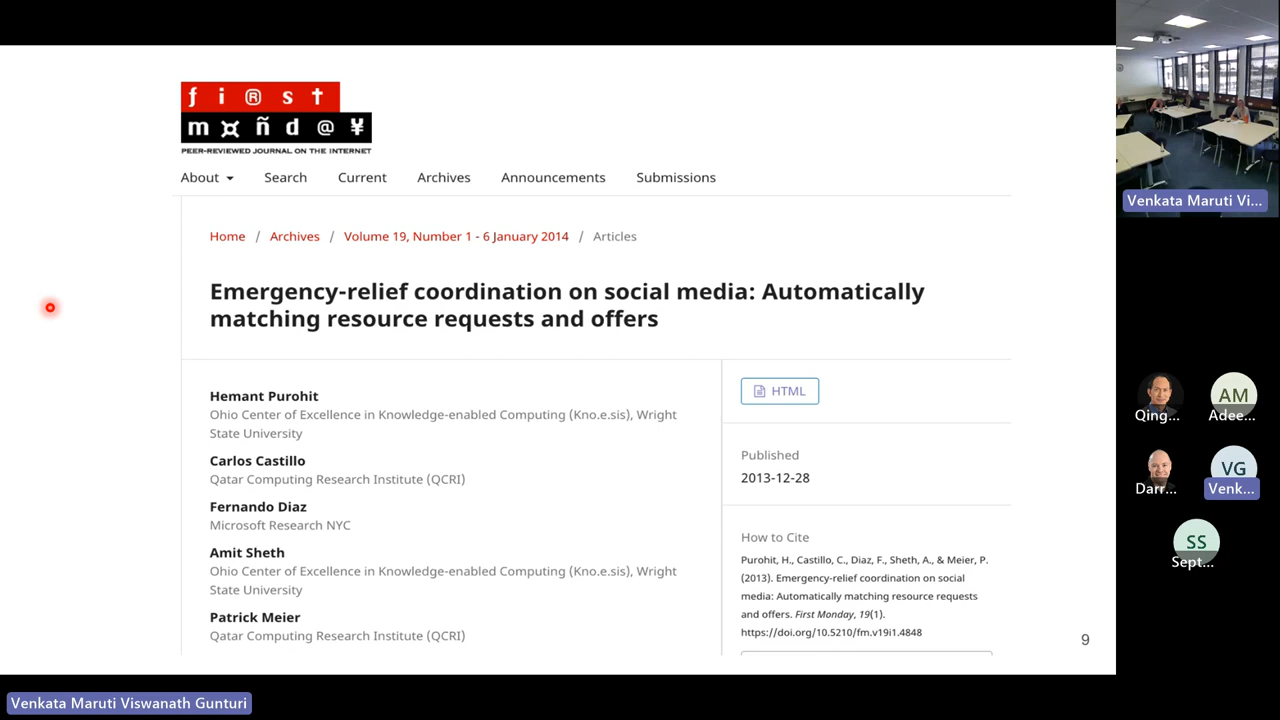 f i ® s t
m ¤ ñ d @ ¥
PEER-REVIEWED JOURNAL ON THE INTERNET
About Search Current Archives Announcements Submissions
Home / Archives / Volume 19, Number 1 - 6 January 2014 / Articles
Emergency-relief coordination on social media: Automatically
matching resource requests and offers
Hemant Purohit
Ohio Center of Excellence in Knowledge-enabled Computing (Kno.e.sis), Wright
State University
Carlos Castillo
Qatar Computing Research Institute (QCRI)
Fernando Diaz
Microsoft Research NYC
Amit Sheth
Ohio Center of Excellence in Knowledge-enabled Computing (Kno.e.sis), Wright
State University
Patrick Meier
Qatar Computing Research Institute (QCRI)
HTML
Published
2013-12-28
How to Cite
Purohit, H., Castillo, C., Diaz, F., Sheth, A., & Meier, P.
(2013). Emergency-relief coordination on social
media: Automatically matching resource requests
and offers. First Monday, 19(1).
https://doi.org/10.5210/fm.v19i1.4848
9
Venkata Maruti Vi...
Qing...
AM
Adee...
Darr...
VG
Venk...
SS
Sept...
Venkata Maruti Viswanath Gunturi